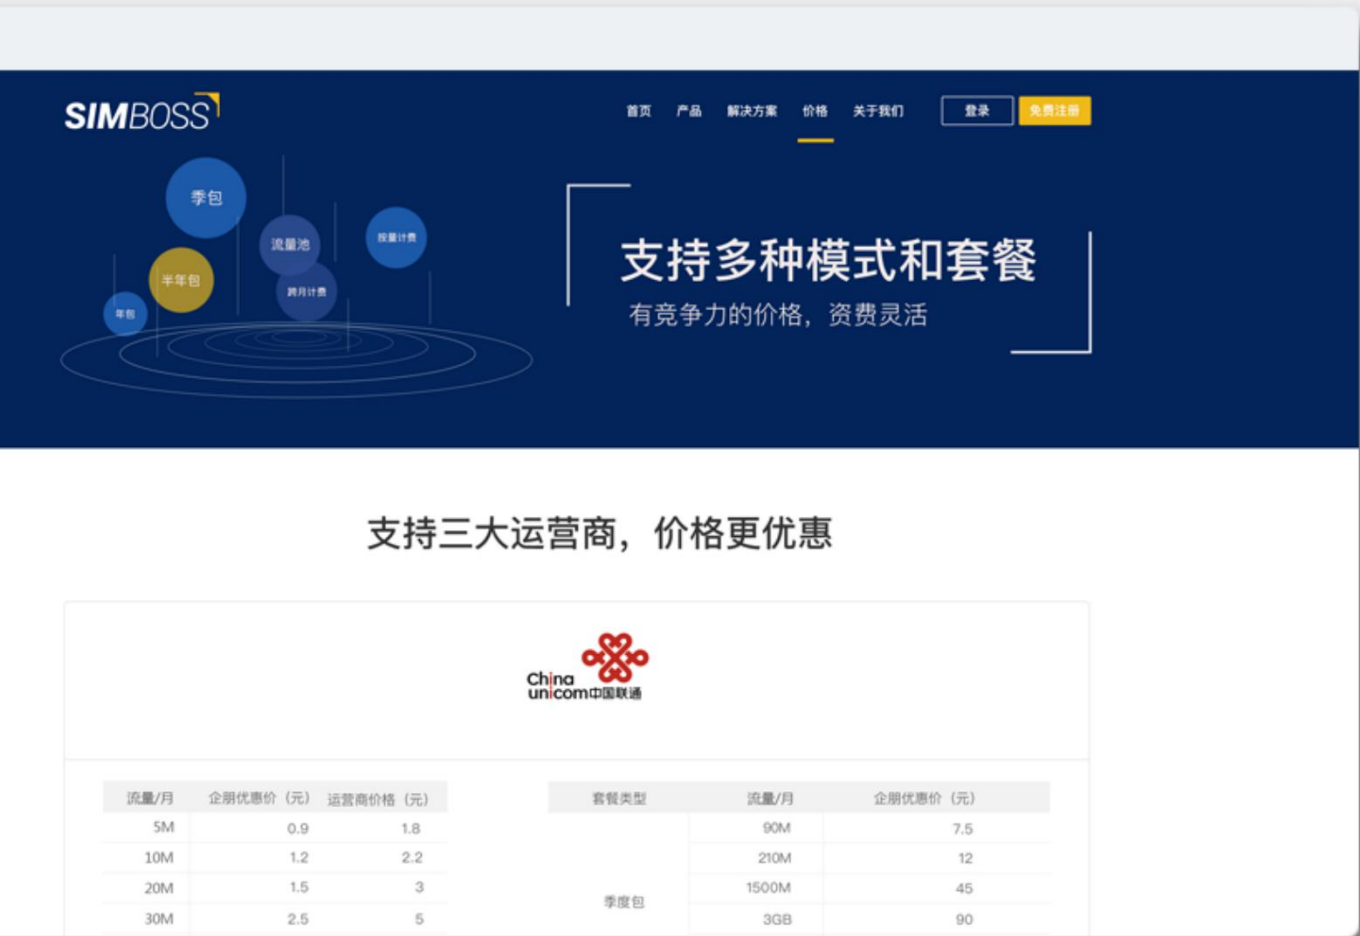 SIMBOSS
首页 产品 解决方案 价格 关于我们 登录 免费注册
季包
流量池
按量计费
半年包
跨月计费
年包
支持多种模式和套餐
有竞争力的价格，资费灵活
支持三大运营商，价格更优惠
China
unicom中国联通
流量/月 企朋优惠价（元） 运营商价格（元）
5M 0.9 1.8
10M 1.2 2.2
20M 1.5 3
30M 2.5 5
套餐类型 流量/月 企朋优惠价（元）
季度包
90M 7.5
210M 12
1500M 45
3GB 90